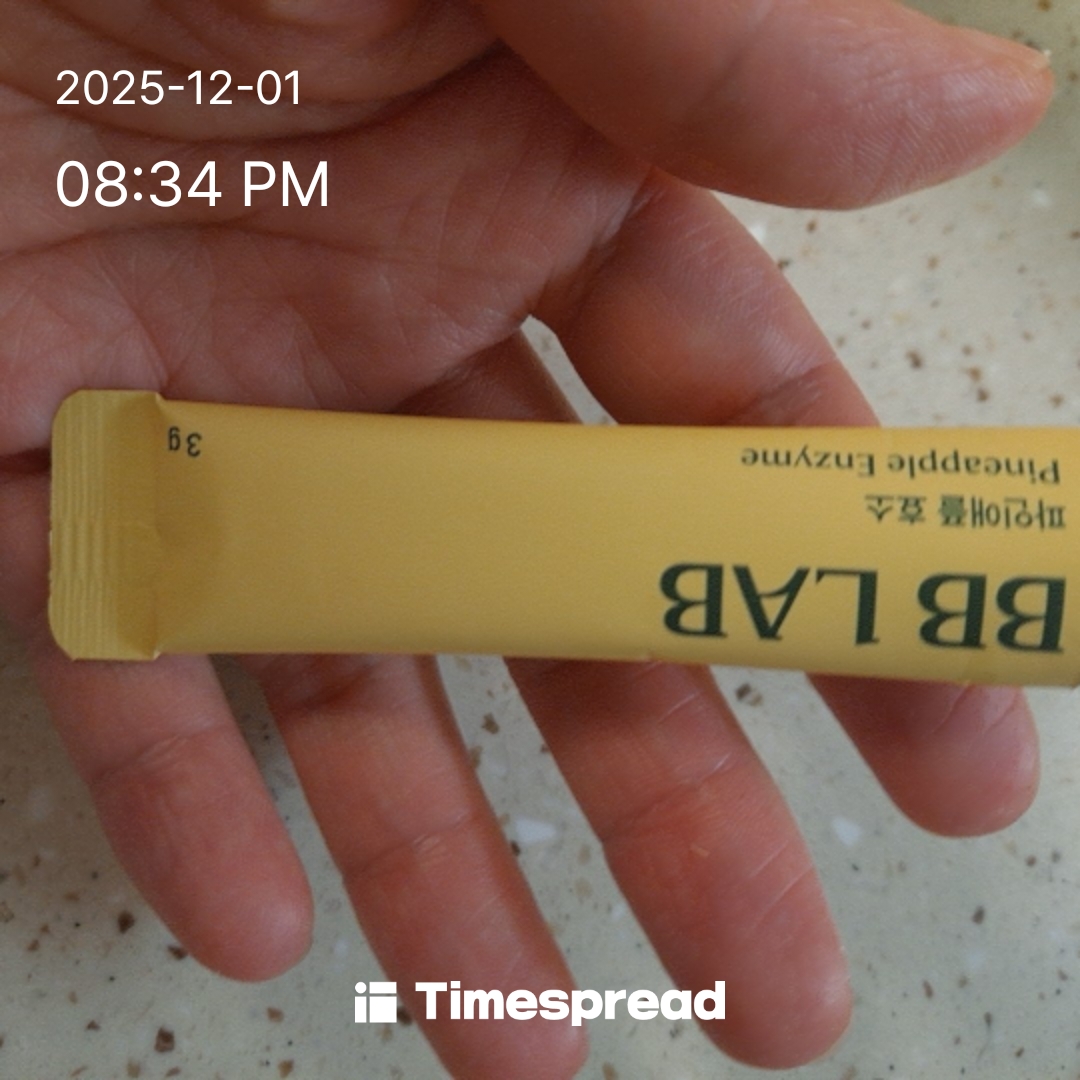 2025-12-01
08:34 PM
BB LAB
파인애플 효소
Pineapple Enzyme
3g
Timespread